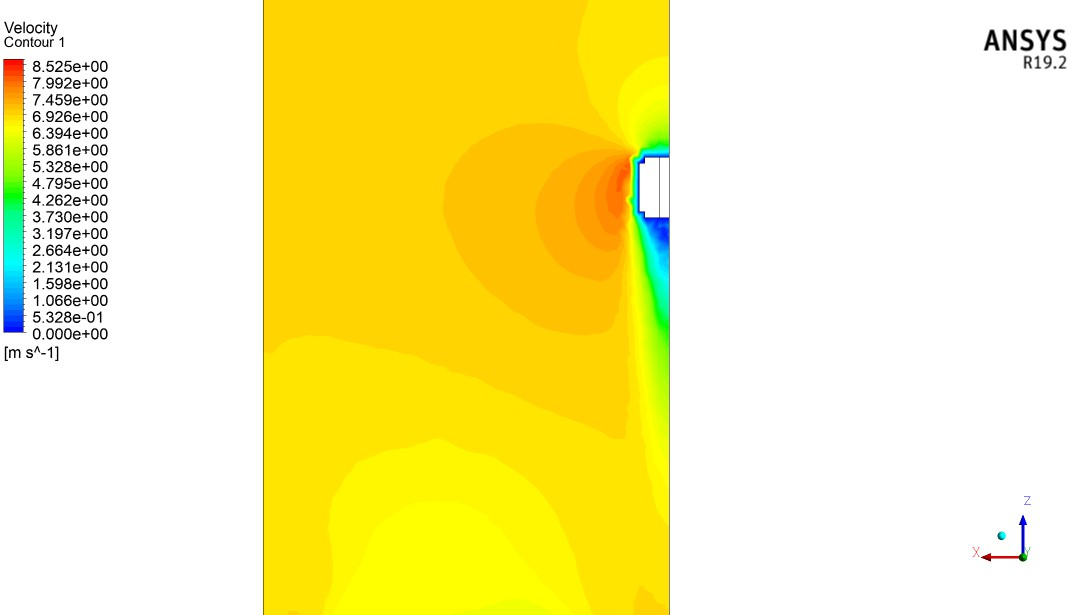 Velocity
Contour 1
8.525e+00
7.992e+00
7.459e+00
6.926e+00
6.394e+00
5.861e+00
5.328e+00
4.795e+00
4.262e+00
3.730e+00
3.197e+00
2.664e+00
2.131e+00
1.598e+00
1.066e+00
5.328e-01
0.000e+00
[m s^-1]
ANSYS
R19.2
Z
X
Y